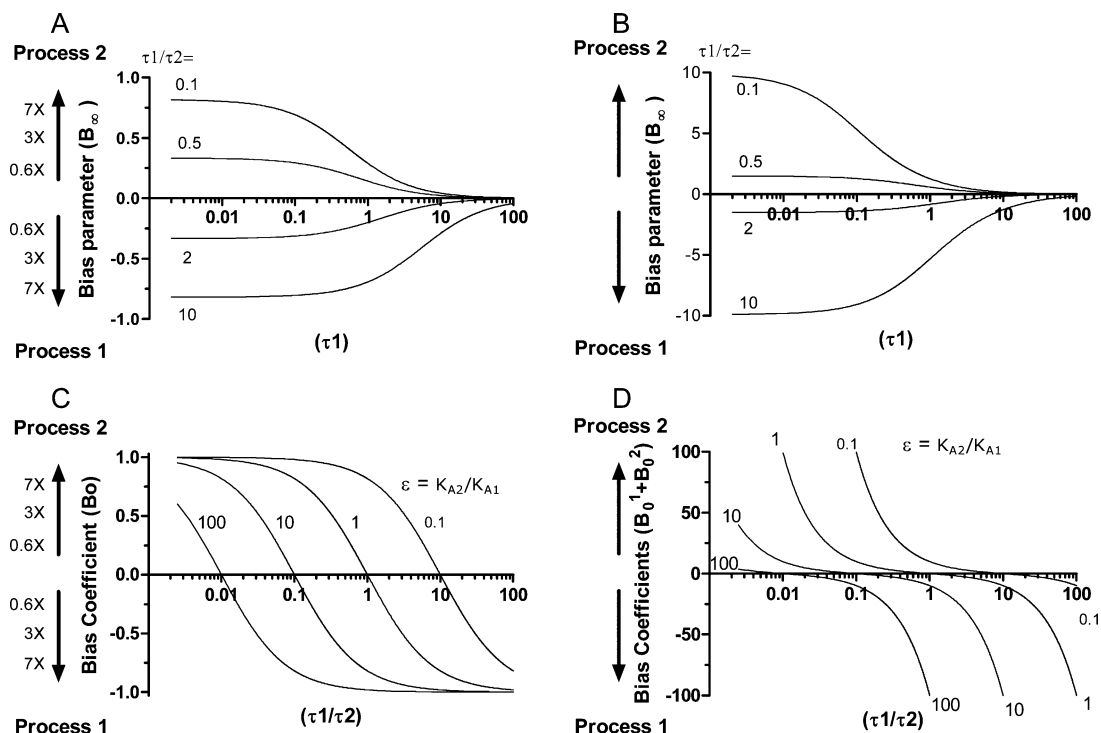 A
Process 2
τ1/τ2=
1.0
0.1
7X
3X
0.6X
0.5
0.5
Bias parameter (B∞ )
0.0
0.01
0.1
1
10
100
0.6X
3X
7X
2
-0.5
10
-1.0
(τ1)
Process 1
B
Process 2
τ1/τ2=
10
0.1
5
0.5
Bias parameter (B∞ )
0
0.01
0.1
1
10
100
2
-5
10
-10
(τ1)
Process 1
C
Process 2
1.0
7X
3X
0.6X
ε = KA2/KA1
0.5
100
10
1
0.1
Bias Coefficient (Bo)
0.0
0.01
0.1
1
10
100
0.6X
3X
7X
-0.5
-1.0
(τ1/τ2)
Process 1
D
Process 2
1
0.1
ε = KA2/KA1
100
50
10
100
Bias Coefficients (B₀¹+B₀²)
0
0.01
0.1
1
10
100
0.1
-50
-100
100
10
1
(τ1/τ2)
Process 1